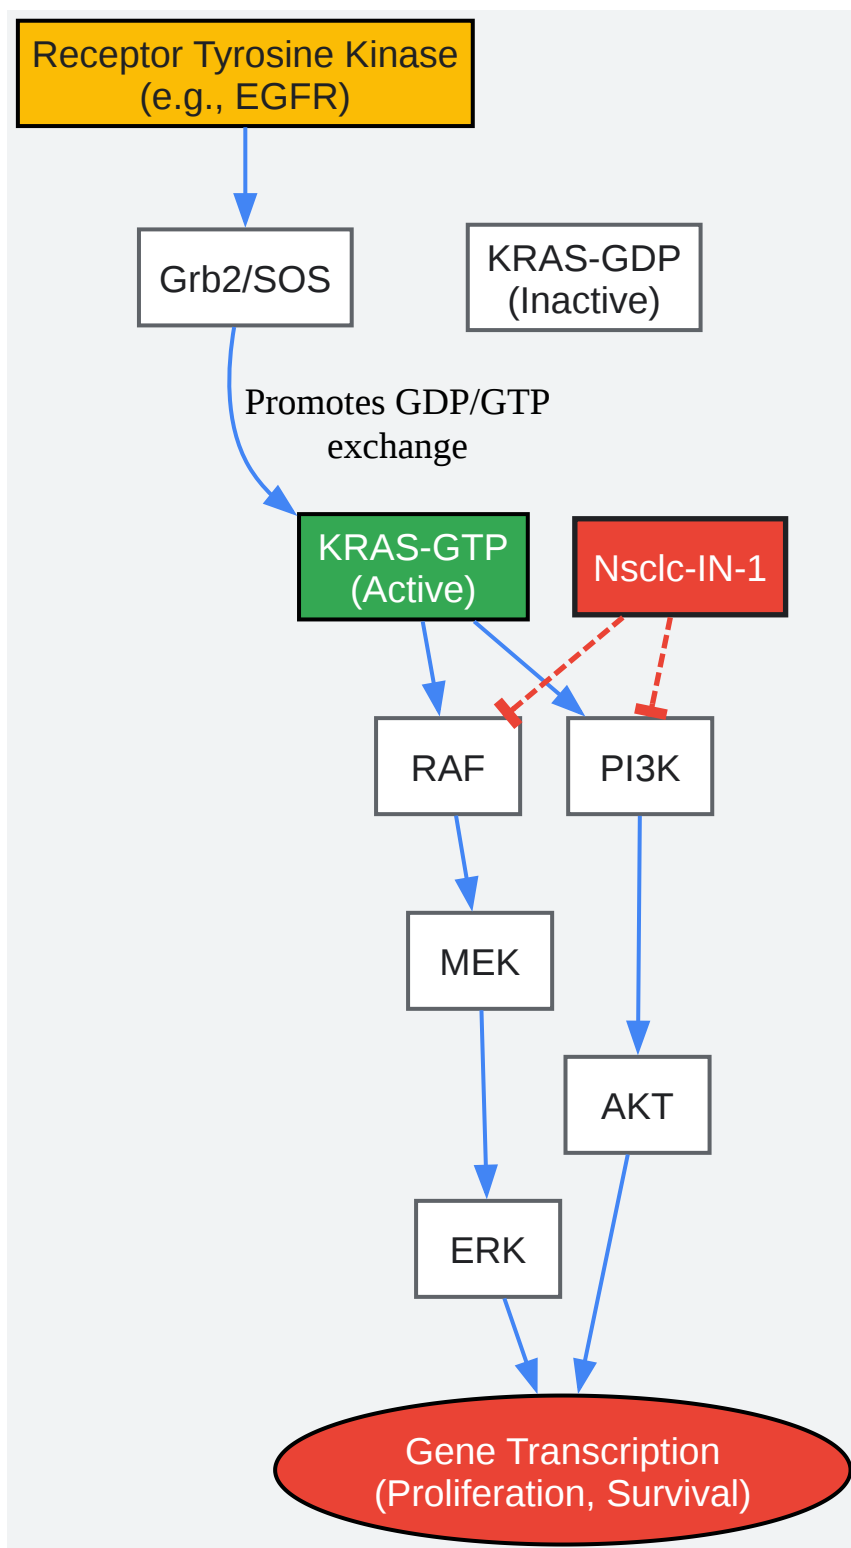 Receptor Tyrosine Kinase
(e.g., EGFR)
Grb2/SOS
KRAS-GDP
(Inactive)
Promotes GDP/GTP
exchange
KRAS-GTP
(Active)
Nsclc-IN-1
RAF
PI3K
MEK
AKT
ERK
Gene Transcription
(Proliferation, Survival)